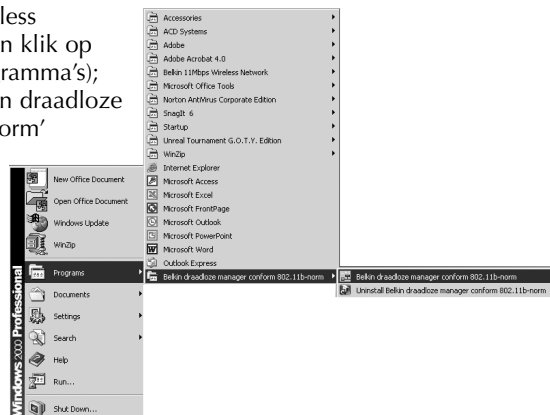 less
n klik op
ramma's);
n draadloze
orm'
Accessories
ACD Systems
Adobe
Adobe Acrobat 4.0
Belkin 11Mbps Wireless Network
Microsoft Office Tools
Norton AntiVirus Corporate Edition
SnagIt 6
Startup
Unreal Tournament G.O.T.Y. Edition
WinZip
Internet Explorer
Microsoft Access
Microsoft Excel
Microsoft FrontPage
Microsoft Outlook
Microsoft PowerPoint
Microsoft Word
Outlook Express
Belkin draadloze manager conform 802.11b-norm
Belkin draadloze manager conform 802.11b-norm
Uninstall Belkin draadloze manager conform 802.11b-norm
New Office Document
Open Office Document
Windows Update
WinZip
Programs
Documents
Settings
Search
Help
Run...
Shut Down...
Windows 2000 Professional